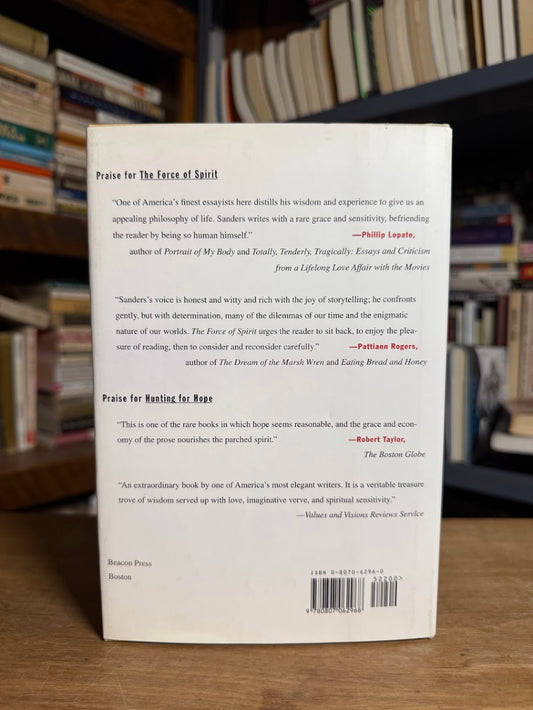 Praise for The Force of Spirit
“One of America’s finest essayists here distills his wisdom and experience to give us an
appealing philosophy of life. Sanders writes with a rare grace and sensitivity, befriending
the reader by being so human himself.” —Phillip Lopate,
author of Portrait of My Body and Totally, Tenderly, Tragically: Essays and Criticism
from a Lifelong Love Affair with the Movies
“Sanders’s voice is honest and witty and rich with the joy of storytelling; he confronts
gently, but with determination, many of the dilemmas of our time and the enigmatic
nature of our worlds. The Force of Spirit urges the reader to sit back, to enjoy the plea-
sure of reading, then to consider and reconsider carefully.” —Pattiann Rogers,
author of The Dream of the Marsh Wren and Eating Bread and Honey
Praise for Hunting for Hope
“This is one of the rare books in which hope seems reasonable, and the grace and econ-
omy of the prose nourishes the parched spirit.” —Robert Taylor,
The Boston Globe
“An extraordinary book by one of America’s most elegant writers. It is a veritable treasure
trove of wisdom served up with love, imaginative verve, and spiritual sensitivity.”
—Values and Visions Reviews Service
Beacon Press
Boston
ISBN 0-8070-6296-0
52200>
9 780807 062968